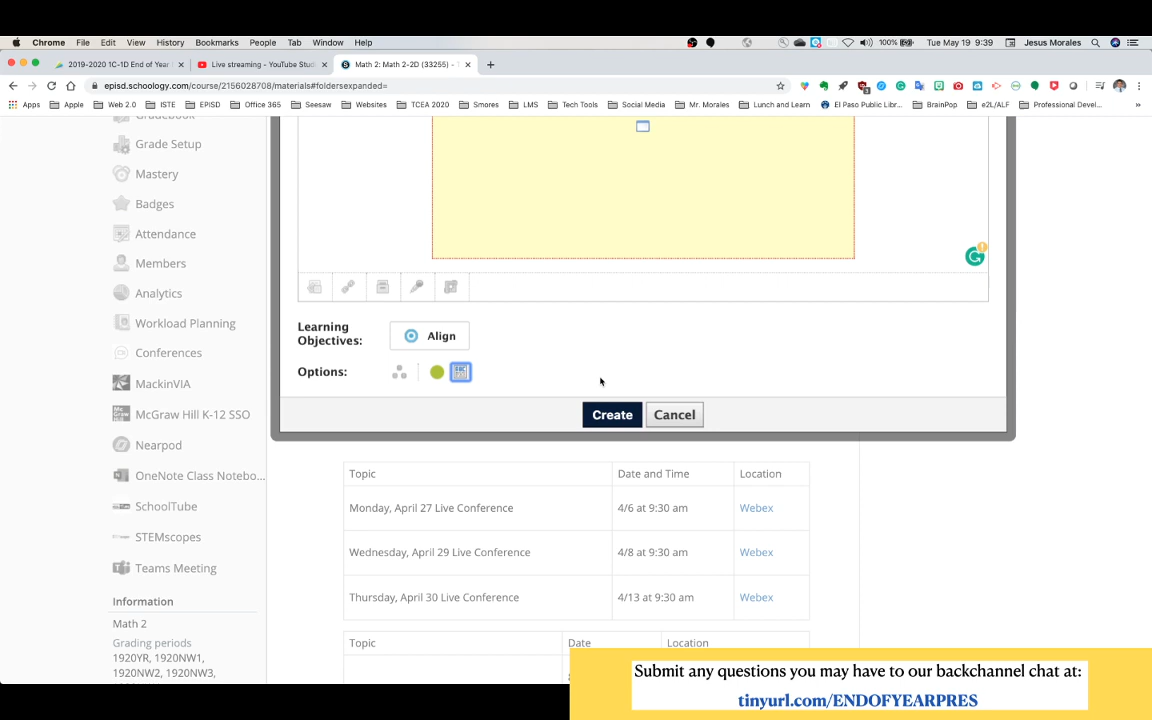 Chrome File Edit View History Bookmarks People Tab Window Help 100% Tue May 19 9:39 Jesus Morales
2019-2020 1C-1D End of Year Live streaming - YouTube Stud Math 2: Math 2-2D (33255) -
episd.schoology.com/course/2156028708/materials#foldersexpanded=
Apps Apple Web 2.0 ISTE EPISD Office 365 Seesaw Websites TCEA 2020 Smores LMS Tech Tools Social Media Mr. Morales Lunch and Learn El Paso Public Libr... BrainPop e2L/ALF Professional Devel... »
Gradebook
Grade Setup
Mastery
Badges
Attendance
Members
Analytics
Workload Planning
Conferences
MackinVIA
McGraw Hill K-12 SSO
Nearpod
OneNote Class Notebo...
SchoolTube
STEMscopes
Teams Meeting
Information
Math 2
Grading periods
1920YR, 1920NW1,
1920NW2, 1920NW3,
Learning
Objectives:
Align
Options:
Create Cancel
Topic Date and Time Location
Monday, April 27 Live Conference 4/6 at 9:30 am Webex
Wednesday, April 29 Live Conference 4/8 at 9:30 am Webex
Thursday, April 30 Live Conference 4/13 at 9:30 am Webex
Topic Date Location
Submit any questions you may have to our backchannel chat at:
tinyurl.com/ENDOFYEARPRES